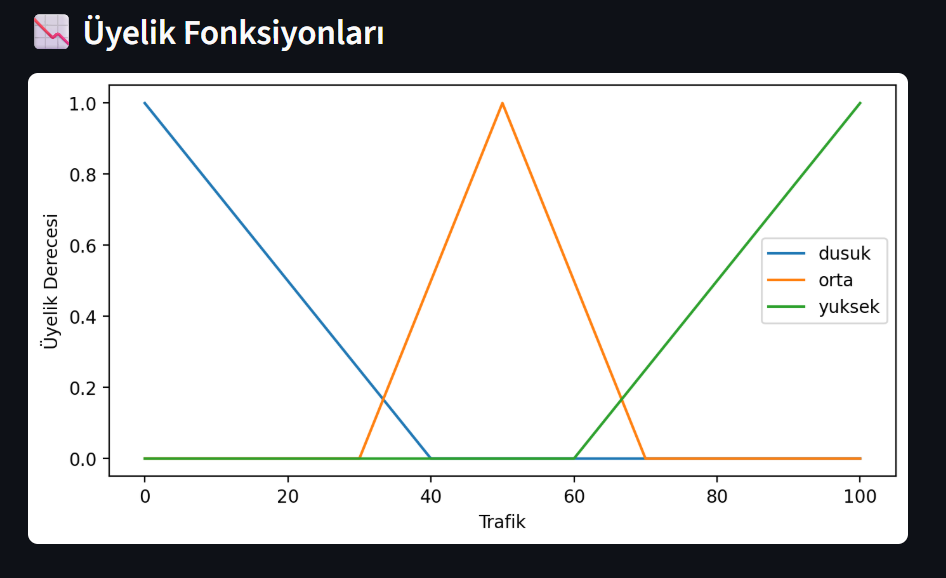 Üyelik Fonksiyonları
1.0
0.8
0.6
0.4
0.2
0.0
Üyelik Derecesi
dusuk
orta
yuksek
0 20 40 60 80 100
Trafik